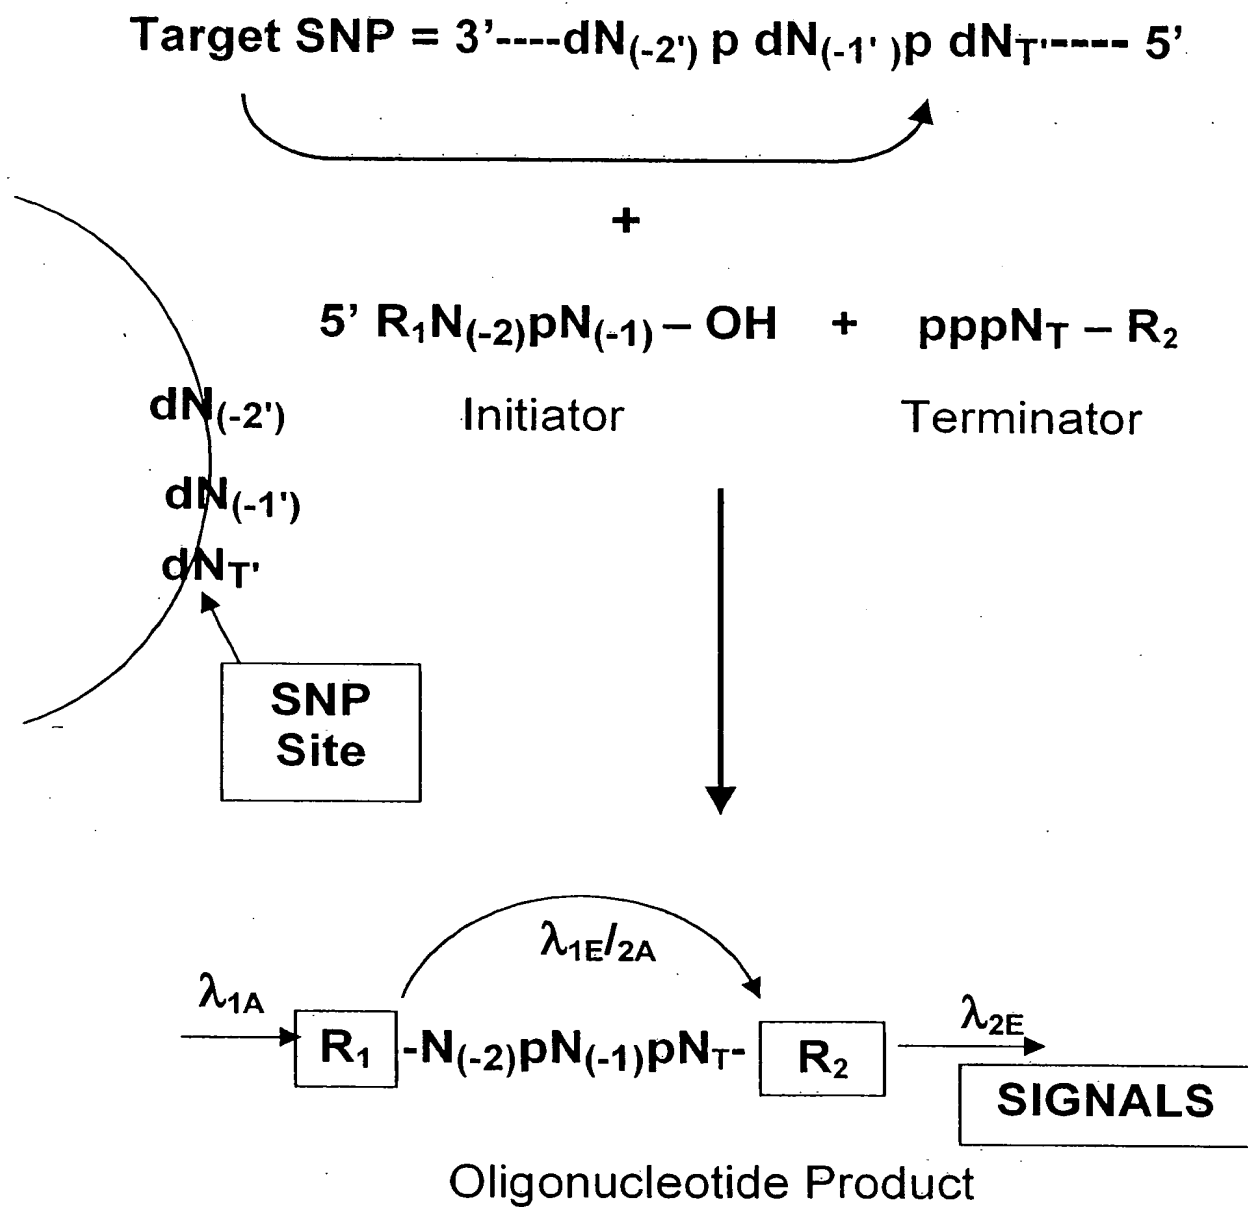 Target SNP = 3'----dN(-2') p dN(-1' )p dNT'----- 5'
+
5' R1N(-2)pN(-1) – OH + pppNT – R2
Initiator Terminator
dN(-2')
dN(-1')
dNT'
SNP
Site
λ1E/2A
λ1A
R1 -N(-2)pN(-1)pNT- R2
λ2E
SIGNALS
Oligonucleotide Product